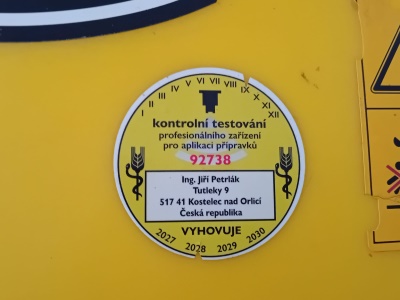 I II III IV V VI VII VIII IX X XI XII
kontrolní testování
profesionálního zařízení
pro aplikaci přípravků
92738
Ing. Jiří Petrlák
Tutleky 9
517 41 Kostelec nad Orlicí
Česká republika
VYHOVUJE
2027 2028 2029 2030